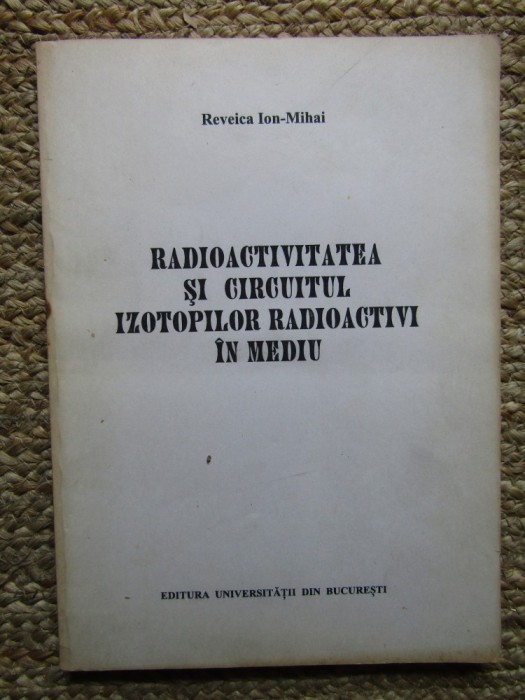 Reveica Ion-Mihai
RADIOACTIVITATEA
ŞI CIRCUITUL
IZOTOPILOR RADIOACTIVI
ÎN MEDIU
EDITURA UNIVERSITĂŢII DIN BUCUREŞTI